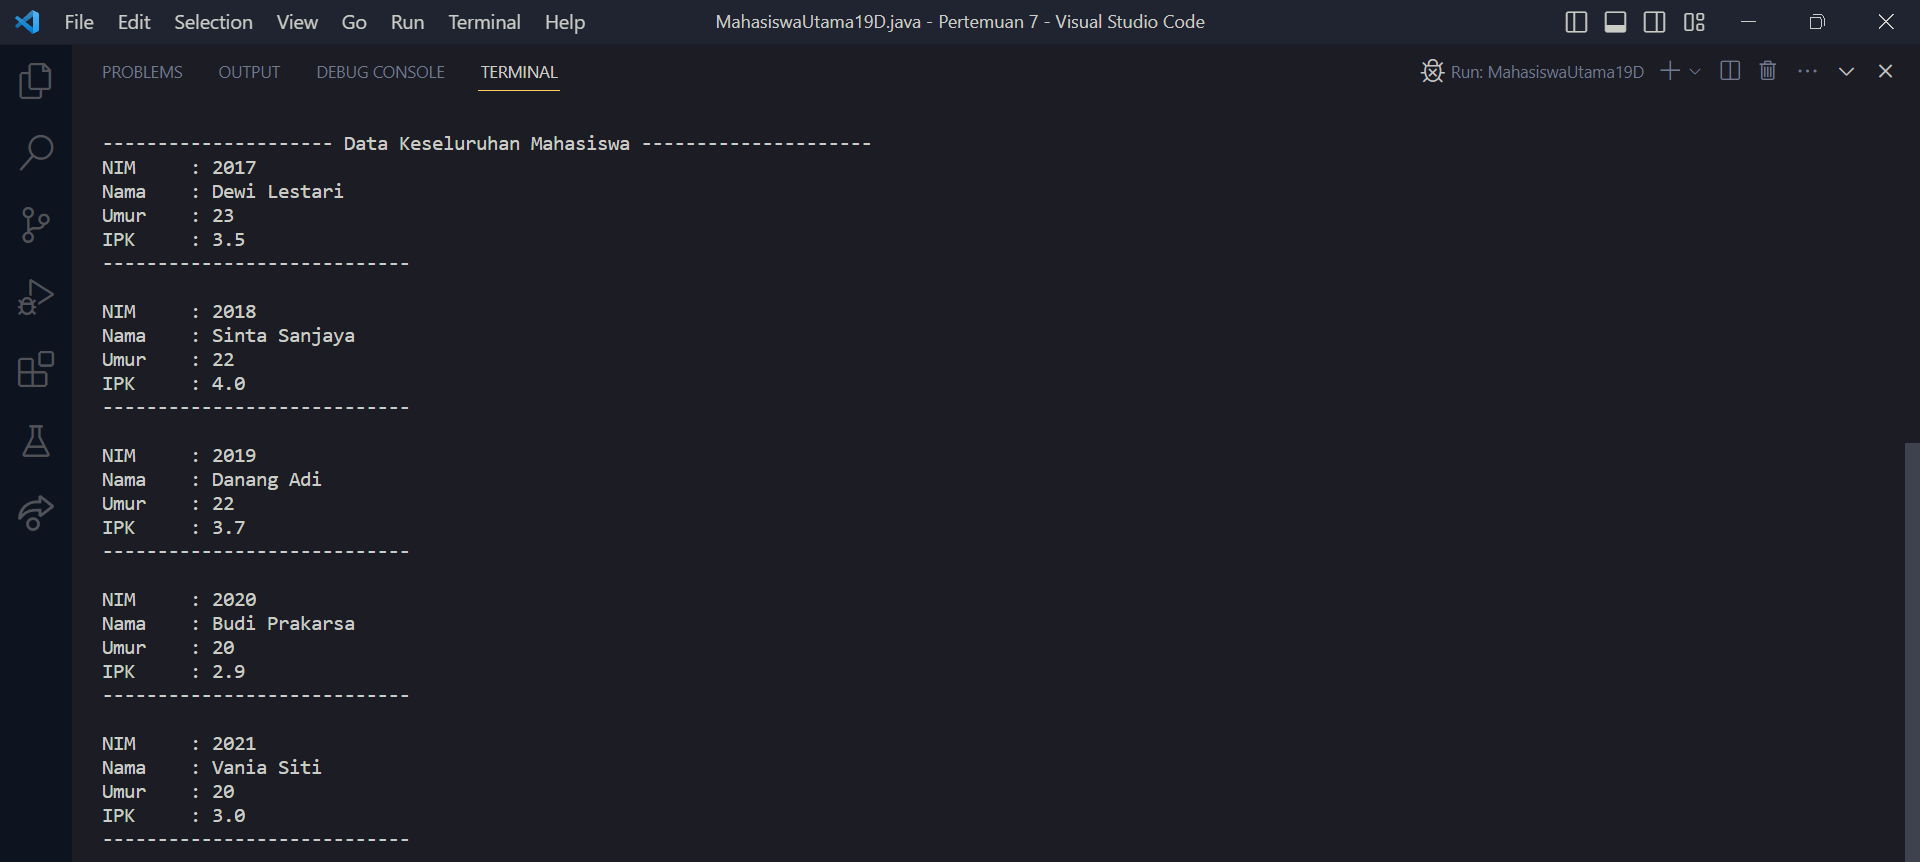 File Edit Selection View Go Run Terminal Help MahasiswaUtama19D.java - Pertemuan 7 - Visual Studio Code
PROBLEMS OUTPUT DEBUG CONSOLE TERMINAL Run: MahasiswaUtama19D
--------------------- Data Keseluruhan Mahasiswa ---------------------
NIM     : 2017
Nama    : Dewi Lestari
Umur    : 23
IPK     : 3.5
----------------------------
NIM     : 2018
Nama    : Sinta Sanjaya
Umur    : 22
IPK     : 4.0
----------------------------
NIM     : 2019
Nama    : Danang Adi
Umur    : 22
IPK     : 3.7
----------------------------
NIM     : 2020
Nama    : Budi Prakarsa
Umur    : 20
IPK     : 2.9
----------------------------
NIM     : 2021
Nama    : Vania Siti
Umur    : 20
IPK     : 3.0
----------------------------